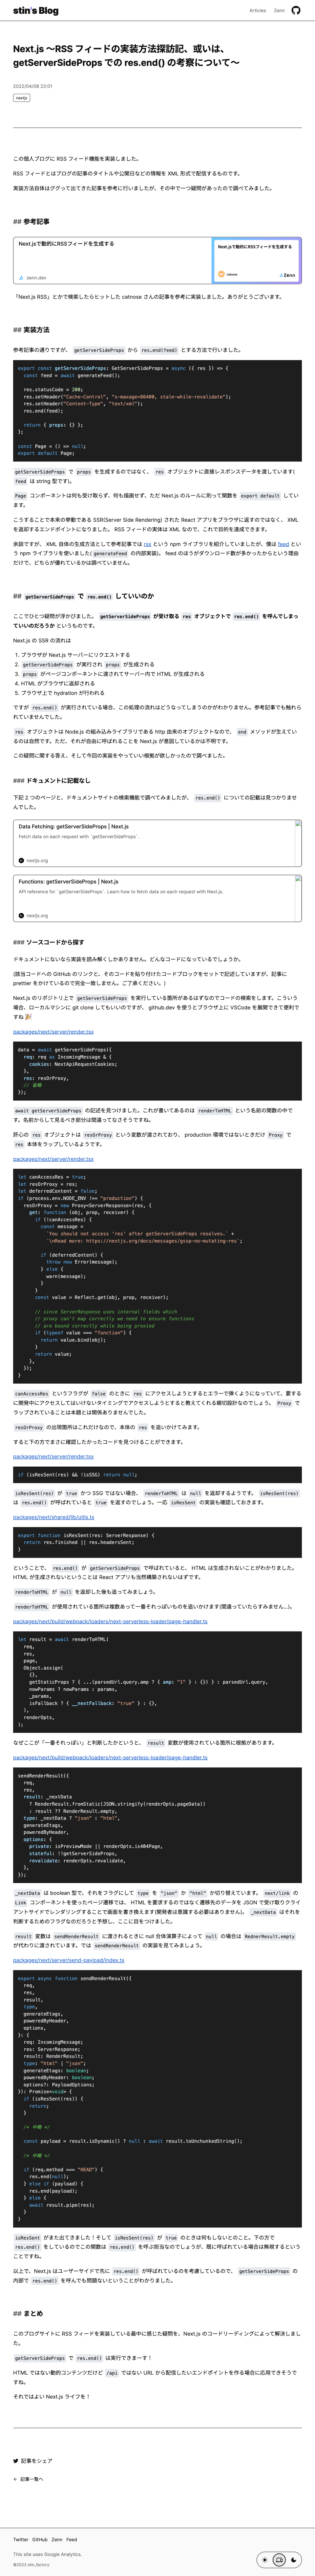 stin's Blog
Articles
Zenn
Next.js 〜RSS フィードの実装方法探訪記、或いは、
getServerSideProps での res.end() の考察について〜
2022/04/08 22:01
nextjs
この個人ブログに RSS フィード機能を実装しました。
RSS フィードとはブログの記事のタイトルや公開日などの情報を XML 形式で配信するものです。
実装方法自体はググって出てきた記事を参考に行いましたが、その中で一つ疑問があったので調べてみました。
## 参考記事
Next.jsで動的にRSSフィードを生成する
zenn.dev
Next.jsで動的にRSSフィードを生成する
catnose
Zenn
「Next.js RSS」とかで検索したらヒットした catnose さんの記事を参考に実装しました。ありがとうございます。
## 実装方法
参考記事の通りですが、 getServerSideProps から res.end(feed) とする方法で行いました。
export const getServerSideProps: GetServerSideProps = async ({ res }) => {
const feed = await generateFeed();
res.statusCode = 200;
res.setHeader("Cache-Control", "s-maxage=86400, stale-while-revalidate");
res.setHeader("Content-Type", "text/xml");
res.end(feed);
return { props: {} };
};
const Page = () => null;
export default Page;
getServerSideProps で props を生成するのではなく、 res オブジェクトに直接レスポンスデータを渡しています(
feed は string 型です)。
Page コンポーネントは何も受け取らず、何も描画せず、ただ Next.js のルールに則って関数を export default してい
ます。
こうすることで本来の挙動である SSR(Server Side Rendering) された React アプリをブラウザに返すのではなく、 XML
を返却するエンドポイントになりました。 RSS フィードの実体は XML なので、これで目的を達成できます。
余談ですが、 XML 自体の生成方法として参考記事では rss という npm ライブラリを紹介していましたが、僕は feed とい
う npm ライブラリを使いました( generateFeed の内部実装)。 feed のほうがダウンロード数が多かったからという理由
だけで、どちらが優れているかは調べていません。
## getServerSideProps で res.end() していいのか
ここでひとつ疑問が浮かびました。 getServerSideProps が受け取る res オブジェクトで res.end() を呼んでしまっ
ていいのだろうか というものです。
Next.js の SSR の流れは
1. ブラウザが Next.js サーバーにリクエストする
2. getServerSideProps が実行され props が生成される
3. props がページコンポーネントに渡されてサーバー内で HTML が生成される
4. HTML がブラウザに返却される
5. ブラウザ上で hydration が行われる
ですが res.end() が実行されている場合、この処理の流れはどうなってしまうのかがわかりません。参考記事でも触れら
れていませんでした。
res オブジェクトは Node.js の組み込みライブラリである http 由来のオブジェクトなので、 end メソッドが生えてい
るのは自然です。ただ、それが自由に呼ばれることを Next.js が意図しているかは不明です。
この疑問に関する答え、そして今回の実装をやっていい根拠が欲しかったので調べました。
### ドキュメントに記載なし
下記 2 つのページと、ドキュメントサイトの検索機能で調べてみましたが、 res.end() についての記載は見つかりませ
んでした。
Data Fetching: getServerSideProps | Next.js
Fetch data on each request with `getServerSideProps`.
nextjs.org
Functions: getServerSideProps | Next.js
API reference for `getServerSideProps`. Learn how to fetch data on each request with Next.js.
nextjs.org
### ソースコードから探す
ドキュメントにないなら実装を読み解くしかありません。どんなコードになっているのでしょうか。
(該当コードへの GitHub のリンクと、そのコードを貼り付けたコードブロックをセットで記述していますが、記事に
prettier をかけているので完全一致はしていません。ご了承ください。)
Next.js のリポジトリ上で getServerSideProps を実行している箇所があるはずなのでコードの検索をします。こういう
場合、ローカルマシンに git clone してもいいのですが、 github.dev を使うとブラウザ上に VSCode を展開できて便利で
すね
packages/next/server/render.tsx
data = await getServerSideProps({
req: req as IncomingMessage & {
cookies: NextApiRequestCookies;
},
res: resOrProxy,
// 省略
});
await getServerSideProps の記述を見つけました。これが書いてあるのは renderToHTML という名前の関数の中で
す。名前からして見るべき部分は間違ってなさそうですね。
肝心の res オブジェクトは resOrProxy という変数が渡されており、 production 環境ではないときだけ Proxy で
res 本体をラップしているようです。
packages/next/server/render.tsx
let canAccessRes = true;
let resOrProxy = res;
let deferredContent = false;
if (process.env.NODE_ENV !== "production") {
resOrProxy = new Proxy<ServerResponse>(res, {
get: function (obj, prop, receiver) {
if (!canAccessRes) {
const message =
`You should not access 'res' after getServerSideProps resolves.` +
`\nRead more: https://nextjs.org/docs/messages/gssp-no-mutating-res`;
if (deferredContent) {
throw new Error(message);
} else {
warn(message);
}
}
const value = Reflect.get(obj, prop, receiver);
// since ServerResponse uses internal fields which
// proxy can't map correctly we need to ensure functions
// are bound correctly while being proxied
if (typeof value === "function") {
return value.bind(obj);
}
return value;
},
});
}
canAccessRes というフラグが false のときに res にアクセスしようとするとエラーで弾くようになっていて、要する
に開発中にアクセスしてはいけないタイミングでアクセスしようとすると教えてくれる親切設計なのでしょう。 Proxy で
ラップされていることは本題とは関係ありませんでした。
resOrProxy の出現箇所はこれだけなので、本体の res を追いかけてみます。
すると下の方でまさに確認したかったコードを見つけることができます。
packages/next/server/render.tsx
if (isResSent(res) && !isSSG) return null;
isResSent(res) が true かつ SSG ではない場合、 renderToHTML は null を返却するようです。 isResSent(res)
は res.end() が呼ばれていると true を返すのでしょう。一応 isResSent の実装も確認しておきます。
packages/next/shared/lib/utils.ts
export function isResSent(res: ServerResponse) {
return res.finished || res.headersSent;
}
ということで、 res.end() が getServerSideProps で呼ばれていると、 HTML は生成されないことがわかりました。
HTML が生成されないということは React アプリも当然構築されないはずです。
renderToHTML が null を返却した後も追ってみましょう。
renderToHTML が使用されている箇所は複数あって一番それっぽいものを追いかけます(間違っていたらすみません...)。
packages/next/build/webpack/loaders/next-serverless-loader/page-handler.ts
let result = await renderToHTML(
req,
res,
page,
Object.assign(
{},
getStaticProps ? { ...(parsedUrl.query.amp ? { amp: "1" } : {}) } : parsedUrl.query,
nowParams ? nowParams : params,
_params,
isFallback ? { __nextFallback: "true" } : {},
),
renderOpts,
);
なぜここが「一番それっぽい」と判断したかというと、 result 変数が使用されている箇所に根拠があります。
packages/next/build/webpack/loaders/next-serverless-loader/page-handler.ts
sendRenderResult({
req,
res,
result: _nextData
? RenderResult.fromStatic(JSON.stringify(renderOpts.pageData))
: result ?? RenderResult.empty,
type: _nextData ? "json" : "html",
generateEtags,
poweredByHeader,
options: {
private: isPreviewMode || renderOpts.is404Page,
stateful: !!getServerSideProps,
revalidate: renderOpts.revalidate,
},
});
_nextData は boolean 型で、それをフラグにして type を "json" か "html" か切り替えています。 next/link の
Link コンポーネントを使ったページ遷移では、 HTML を要求するのではなく遷移先のデータを JSON で受け取りクライ
アントサイドでレンダリングすることで画面を書き換えます(開発者は意識する必要はありません)。 _nextData はそれを
判断するためのフラグなのだろうと予想し、ここに目をつけました。
result 変数は sendRenderResult に渡されるときに null 合体演算子によって null の場合は RednerResult.empty
が代わりに渡されています。では sendRenderResult の実装を見てみましょう。
packages/next/server/send-payload/index.ts
export async function sendRenderResult({
req,
res,
result,
type,
generateEtags,
poweredByHeader,
options,
}: {
req: IncomingMessage;
res: ServerResponse;
result: RenderResult;
type: "html" | "json";
generateEtags: boolean;
poweredByHeader: boolean;
options?: PayloadOptions;
}): Promise<void> {
if (isResSent(res)) {
return;
}
/* 中略 */
const payload = result.isDynamic() ? null : await result.toUnchunkedString();
/* 中略 */
if (req.method === "HEAD") {
res.end(null);
} else if (payload) {
res.end(payload);
} else {
await result.pipe(res);
}
}
isResSent がまた出てきました！そして isResSent(res) が true のときは何もしないとのこと。下の方で
res.end() をしているのでこの関数は res.end() を呼ぶ担当なのでしょうが、既に呼ばれている場合は無視するという
ことですね。
以上で、Next.js はユーザーサイドで先に res.end() が呼ばれているのを考慮しているので、 getServerSideProps の
内部で res.end() を呼んでも問題ないということがわかりました。
## まとめ
このブログサイトに RSS フィードを実装している最中に感じた疑問を、Next.js のコードリーディングによって解決しまし
た。
getServerSideProps で res.end() は実行できまーす！
HTML ではない動的コンテンツだけど /api ではない URL から配信したいエンドポイントを作る場合に応用できそうで
すね。
それではよい Next.js ライフを！
記事をシェア
← 記事一覧へ
Twitter GitHub Zenn Feed
This site uses Google Analytics.
©2023 stin_factory